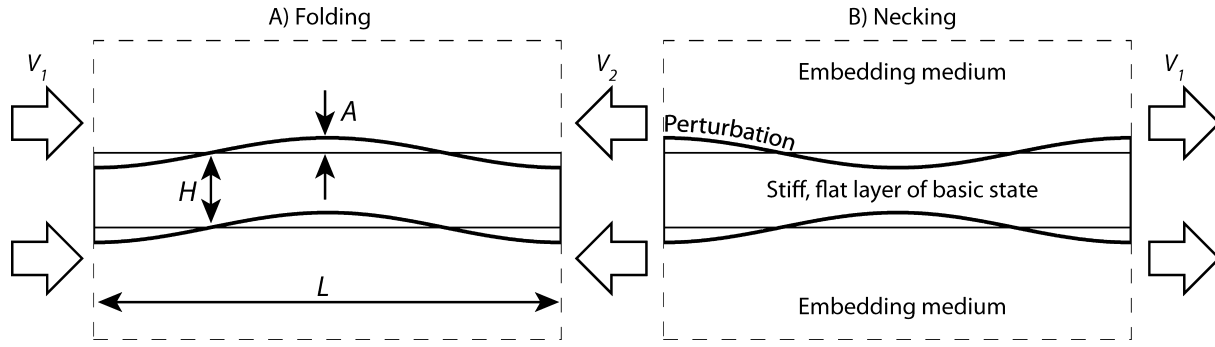 A) Folding
V1
A
H
L
V2
B) Necking
Embedding medium
V1
Perturbation
Stiff, flat layer of basic state
Embedding medium